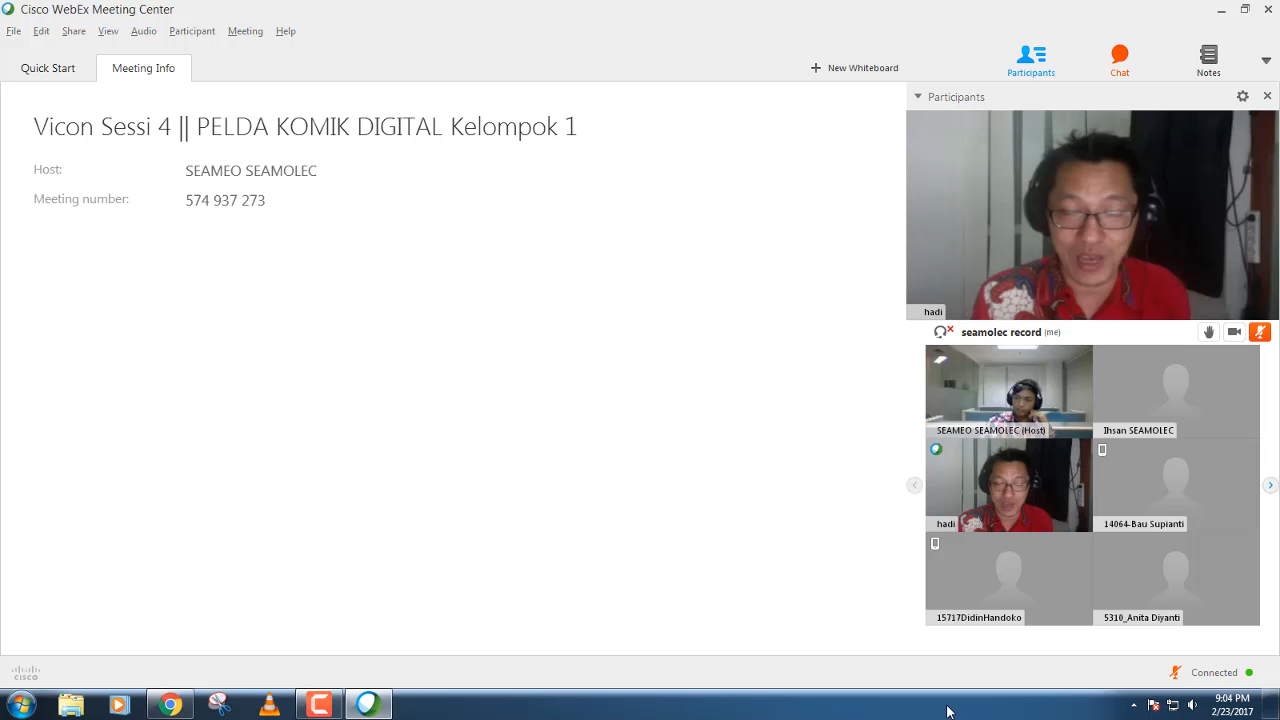 Cisco WebEx Meeting Center
File Edit Share View Audio Participant Meeting Help
Quick Start Meeting Info
New Whiteboard
Participants Chat Notes
Participants
Vicon Sessi 4 || PELDA KOMIK DIGITAL Kelompok 1
Host: SEAMEO SEAMOLEC
Meeting number: 574 937 273
hadi
seamolec record (me)
SEAMEO SEAMOLEC (Host) Ihsan SEAMOLEC
hadi 14064-Bau Supianti
15717DidinHandoko 5310_Anita Diyanti
cisco
Connected
9:04 PM
2/23/2017